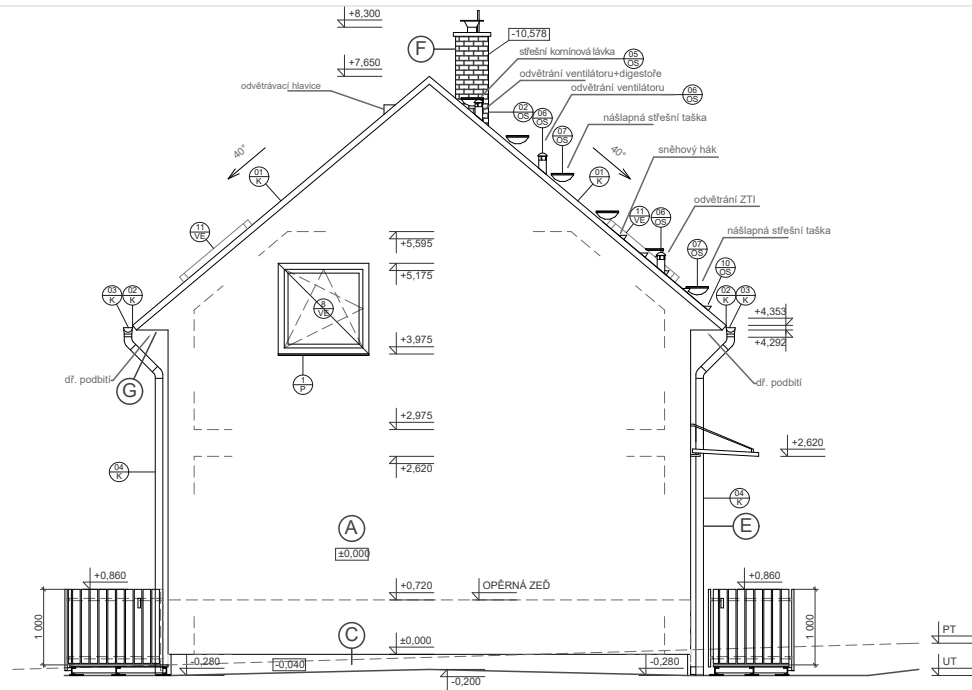 +8,300
F
-10,578
střešní komínová lávka
05
OS
+7,650
odvětrání ventilátoru+digestoře
odvětrávací hlavice
odvětrání ventilátoru
06
OS
02
OS
06
OS
nášlapná střešní taška
07
OS
40°
40°
sněhový hák
01
K
01
K
odvětrání ZTI
11
VE
11
VE
06
OS
nášlapná střešní taška
+5,595
07
OS
+5,175
10
OS
03
K
02
K
02
K
03
K
8
VE
+4,353
+3,975
+4,292
dř. podbití
G
1
P
dř. podbití
+2,975
+2,620
+2,620
04
K
04
K
A
E
±0,000
+0,860
+0,860
+0,720
OPĚRNÁ ZEĎ
1 000
1 000
C
±0,000
PT
-0,280
-0,040
-0,280
UT
-0,200